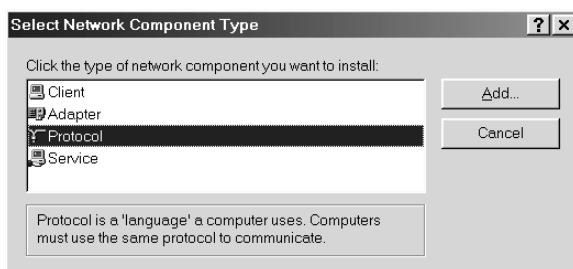 Select Network Component Type
Click the type of network component you want to install:
Client
Adapter
Protocol
Service
Add...
Cancel
Protocol is a 'language' a computer uses. Computers
must use the same protocol to communicate.